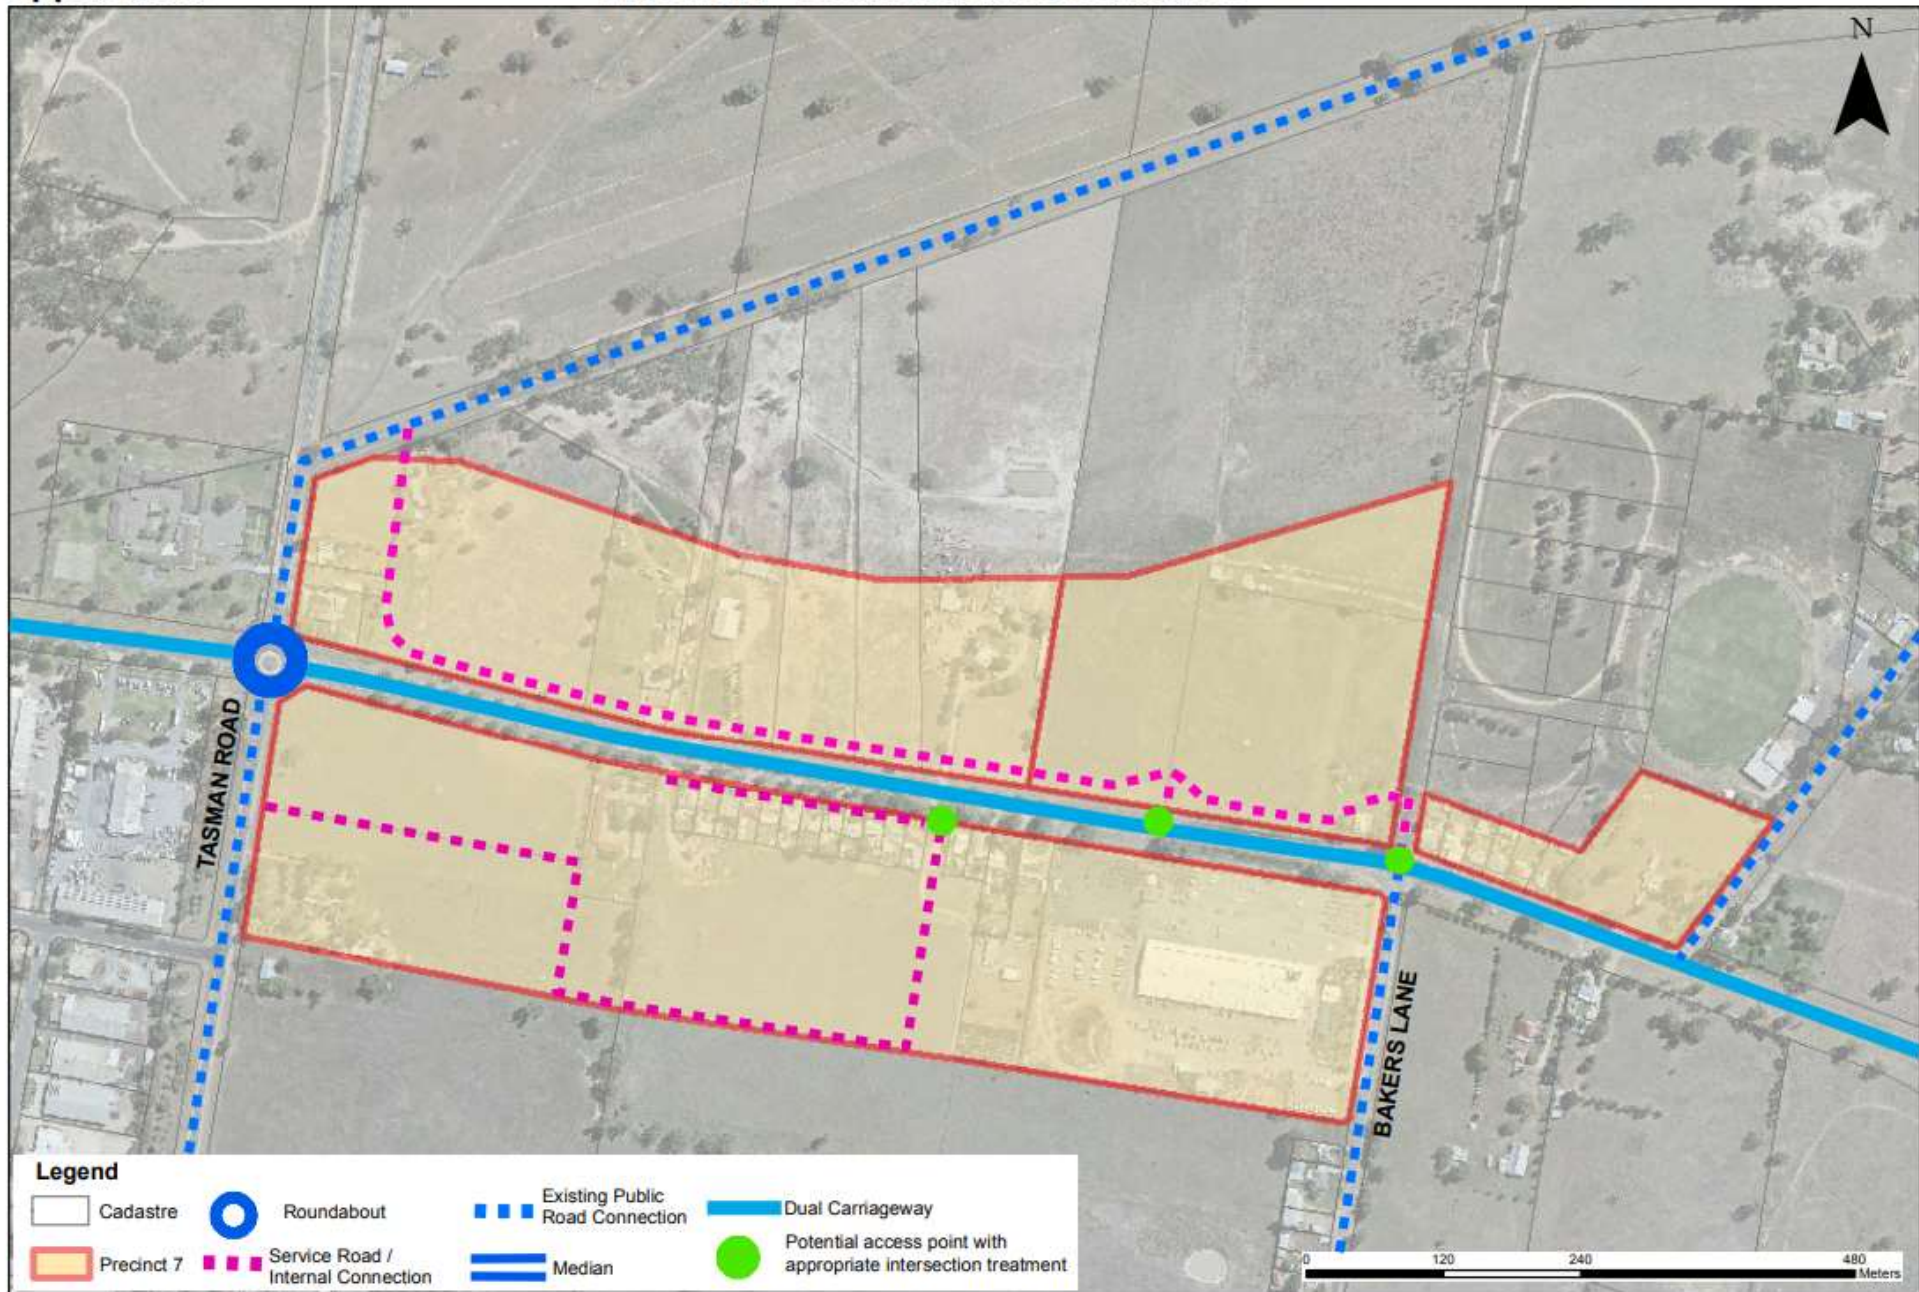 N
TASMAN ROAD
BAKERS LANE
Legend
Cadastre
Roundabout
Existing Public
Road Connection
Dual Carriageway
Precinct 7
Service Road /
Internal Connection
Median
Potential access point with
appropriate intersection treatment
0 120 240 480
Meters